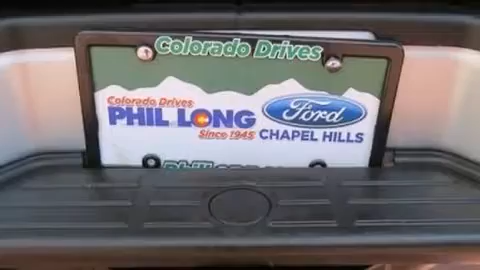 Colorado Drives
Colorado Drives
PHIL LONG
Since 1945
Ford
CHAPEL HILLS